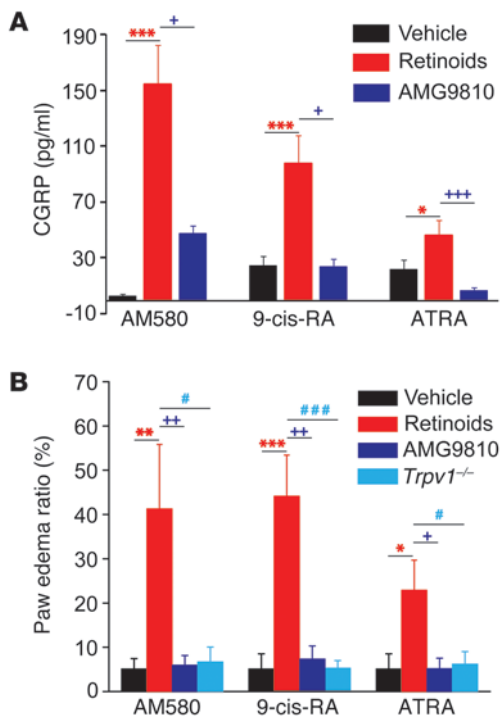 A
190
150
110
70
30
-10
CGRP (pg/ml)
*** +
*** +
* +++
Vehicle
Retinoids
AMG9810
AM580 9-cis-RA ATRA
B
70
60
50
40
30
20
10
0
Paw edema ratio (%)
#
** ++
###
*** ++
#
* +
Vehicle
Retinoids
AMG9810
Trpv1⁻/⁻
AM580 9-cis-RA ATRA